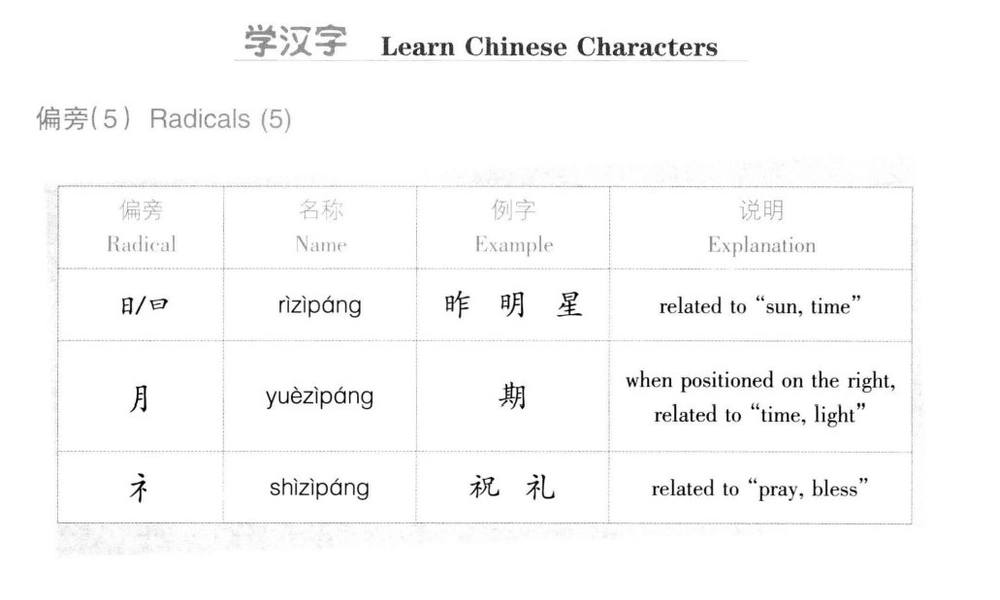 学汉字 Learn Chinese Characters
偏旁(5) Radicals (5)
偏旁 名称 例字 说明
Radical Name Example Explanation
日/曰 rìzìpáng 昨 明 星 related to “sun, time”
月 yuèzìpáng 期 when positioned on the right,
related to “time, light”
礻 shìzìpáng 祝 礼 related to “pray, bless”